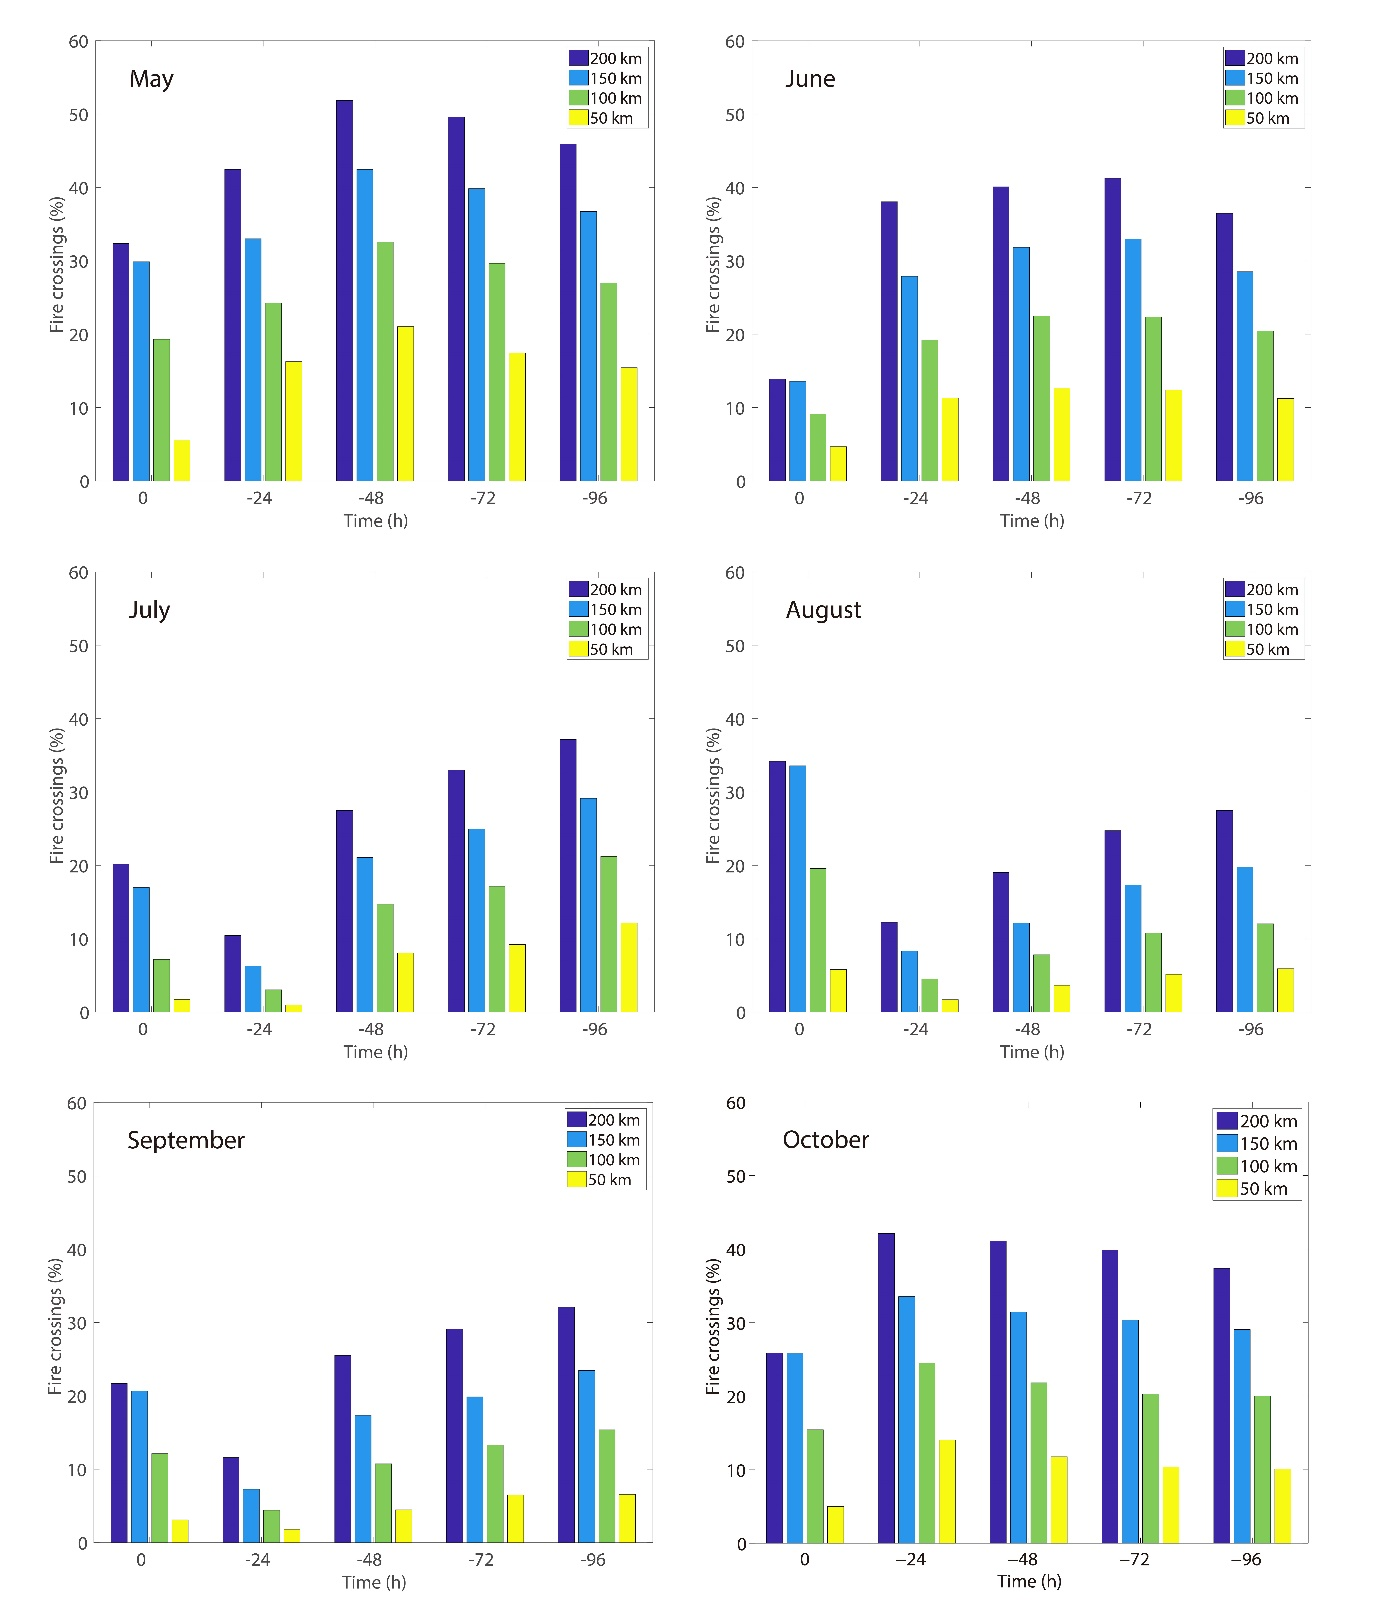 May
60
50
40
30
20
10
0
Fire crossings (%)
0 -24 -48 -72 -96
Time (h)
200 km
150 km
100 km
50 km
June
60
50
40
30
20
10
0
Fire crossings (%)
0 -24 -48 -72 -96
Time (h)
200 km
150 km
100 km
50 km
July
60
50
40
30
20
10
0
Fire crossings (%)
0 -24 -48 -72 -96
Time (h)
200 km
150 km
100 km
50 km
August
60
50
40
30
20
10
0
Fire crossings (%)
0 -24 -48 -72 -96
Time (h)
200 km
150 km
100 km
50 km
September
60
50
40
30
20
10
0
Fire crossings (%)
0 -24 -48 -72 -96
Time (h)
200 km
150 km
100 km
50 km
October
60
50
40
30
20
10
0
Fire crossings (%)
0 −24 −48 −72 −96
Time (h)
200 km
150 km
100 km
50 km